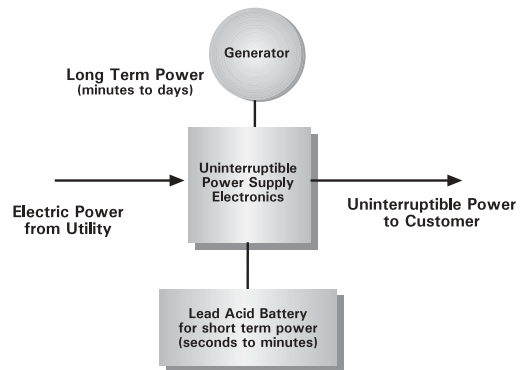 Generator
Long Term Power
(minutes to days)
Uninterruptible
Power Supply
Electronics
Electric Power
from Utility
Uninterruptible Power
to Customer
Lead Acid Battery
for short term power
(seconds to minutes)